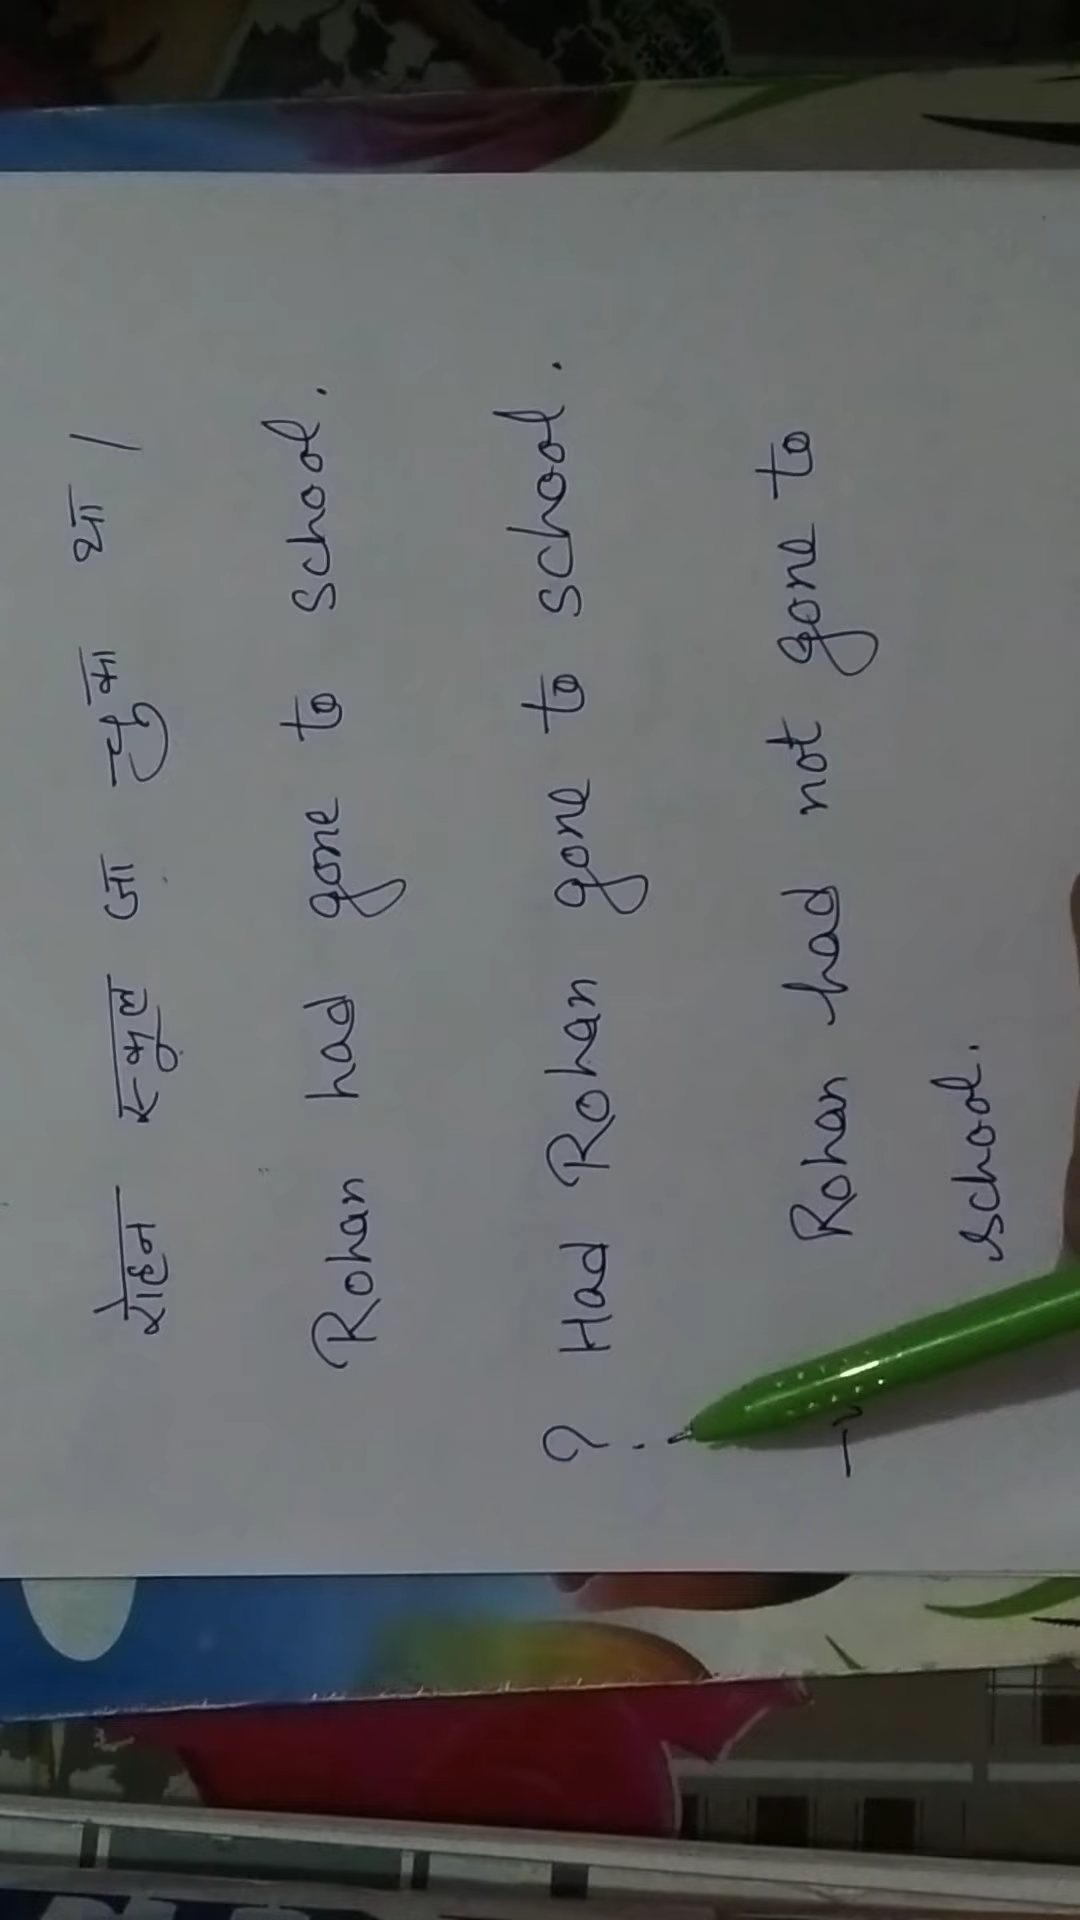 रोहन स्कूल जा चुका था ।
Rohan had gone to school.
? Had Rohan gone to school.
Rohan had not gone to
school.